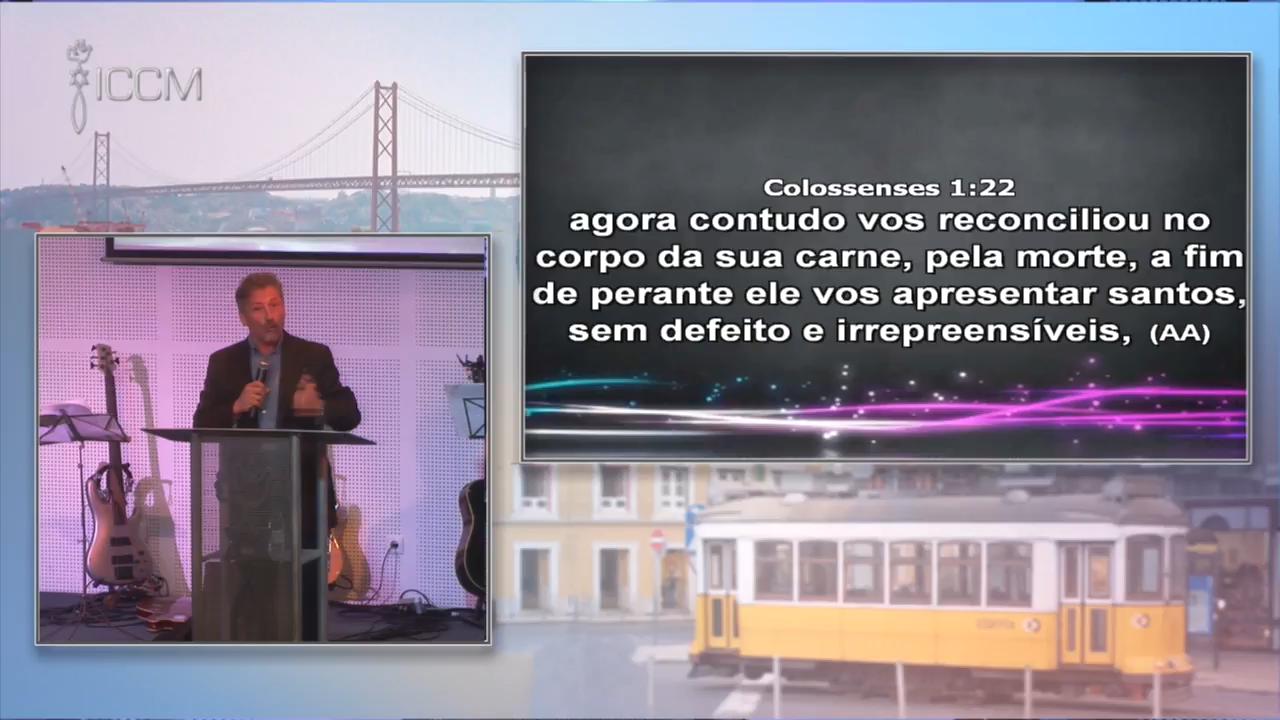 ICCM
Colossenses 1:22
agora contudo vos reconciliou no
corpo da sua carne, pela morte, a fim
de perante ele vos apresentar santos,
sem defeito e irrepreensíveis, (AA)